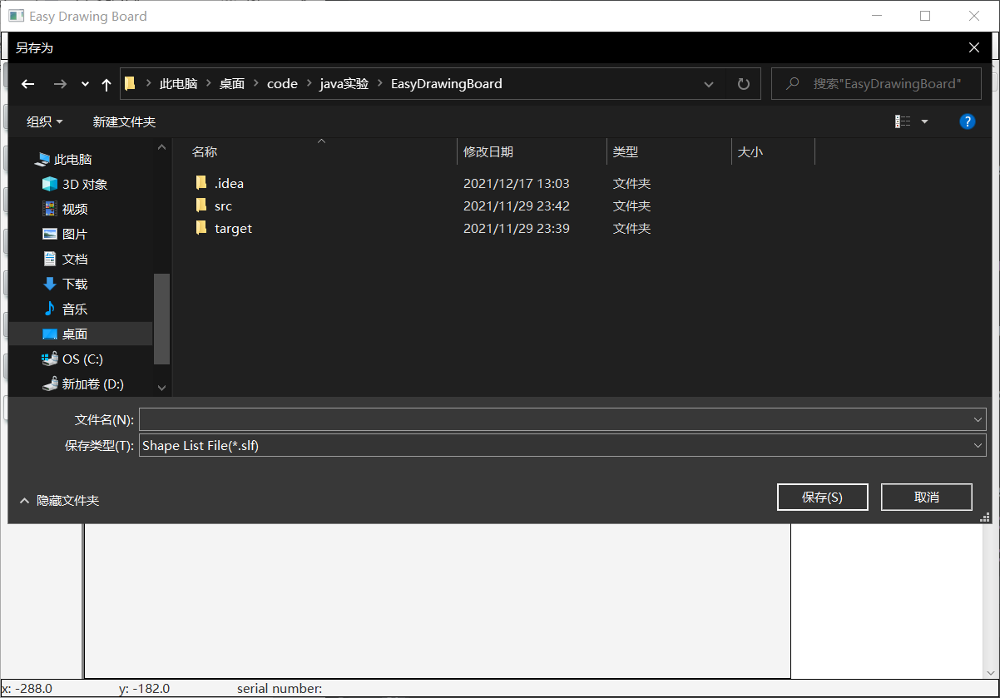 Easy Drawing Board
另存为
此电脑 桌面 code java实验 EasyDrawingBoard
搜索"EasyDrawingBoard"
组织 新建文件夹
?
名称 修改日期 类型 大小
.idea 2021/12/17 13:03 文件夹
src 2021/11/29 23:42 文件夹
target 2021/11/29 23:39 文件夹
此电脑
3D 对象
视频
图片
文档
下载
音乐
桌面
OS (C:)
新加卷 (D:)
文件名(N):
保存类型(T): Shape List File(*.slf)
隐藏文件夹
保存(S) 取消
x: -288.0 y: -182.0 serial number: